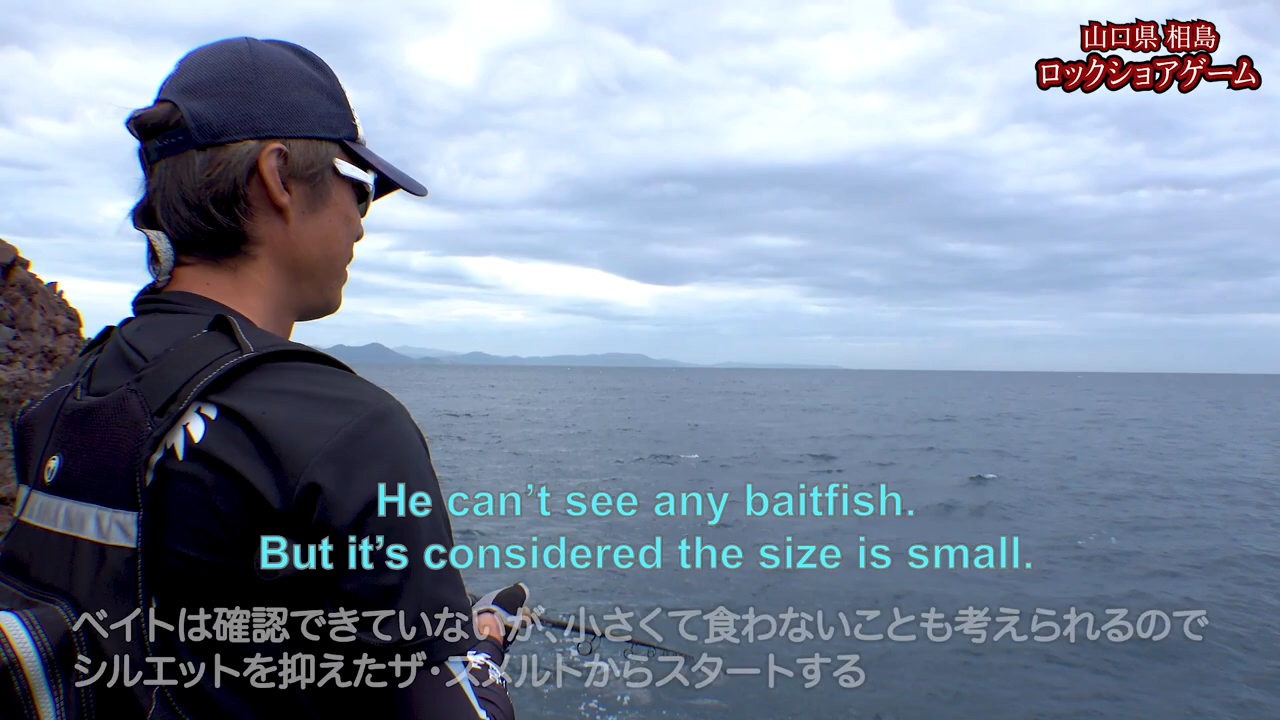 山口県 相島
ロックショアゲーム
He can't see any baitfish.
But it's considered the size is small.
ベイトは確認できていないが、小さくて食わないことも考えられるので
シルエットを抑えたザ・スメルトからスタートする